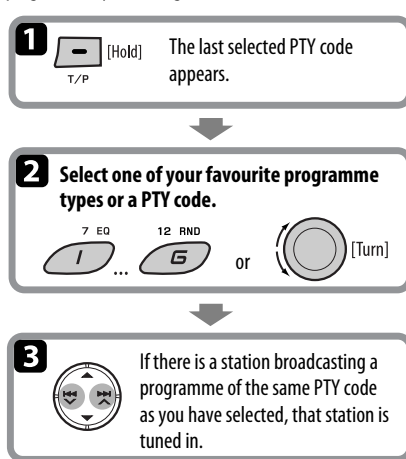 1
[Hold]
T/P
The last selected PTY code
appears.
2
Select one of your favourite programme
types or a PTY code.
7 EQ
12 RND
1
...
6
or
[Turn]
3
If there is a station broadcasting a
programme of the same PTY code
as you have selected, that station is
tuned in.